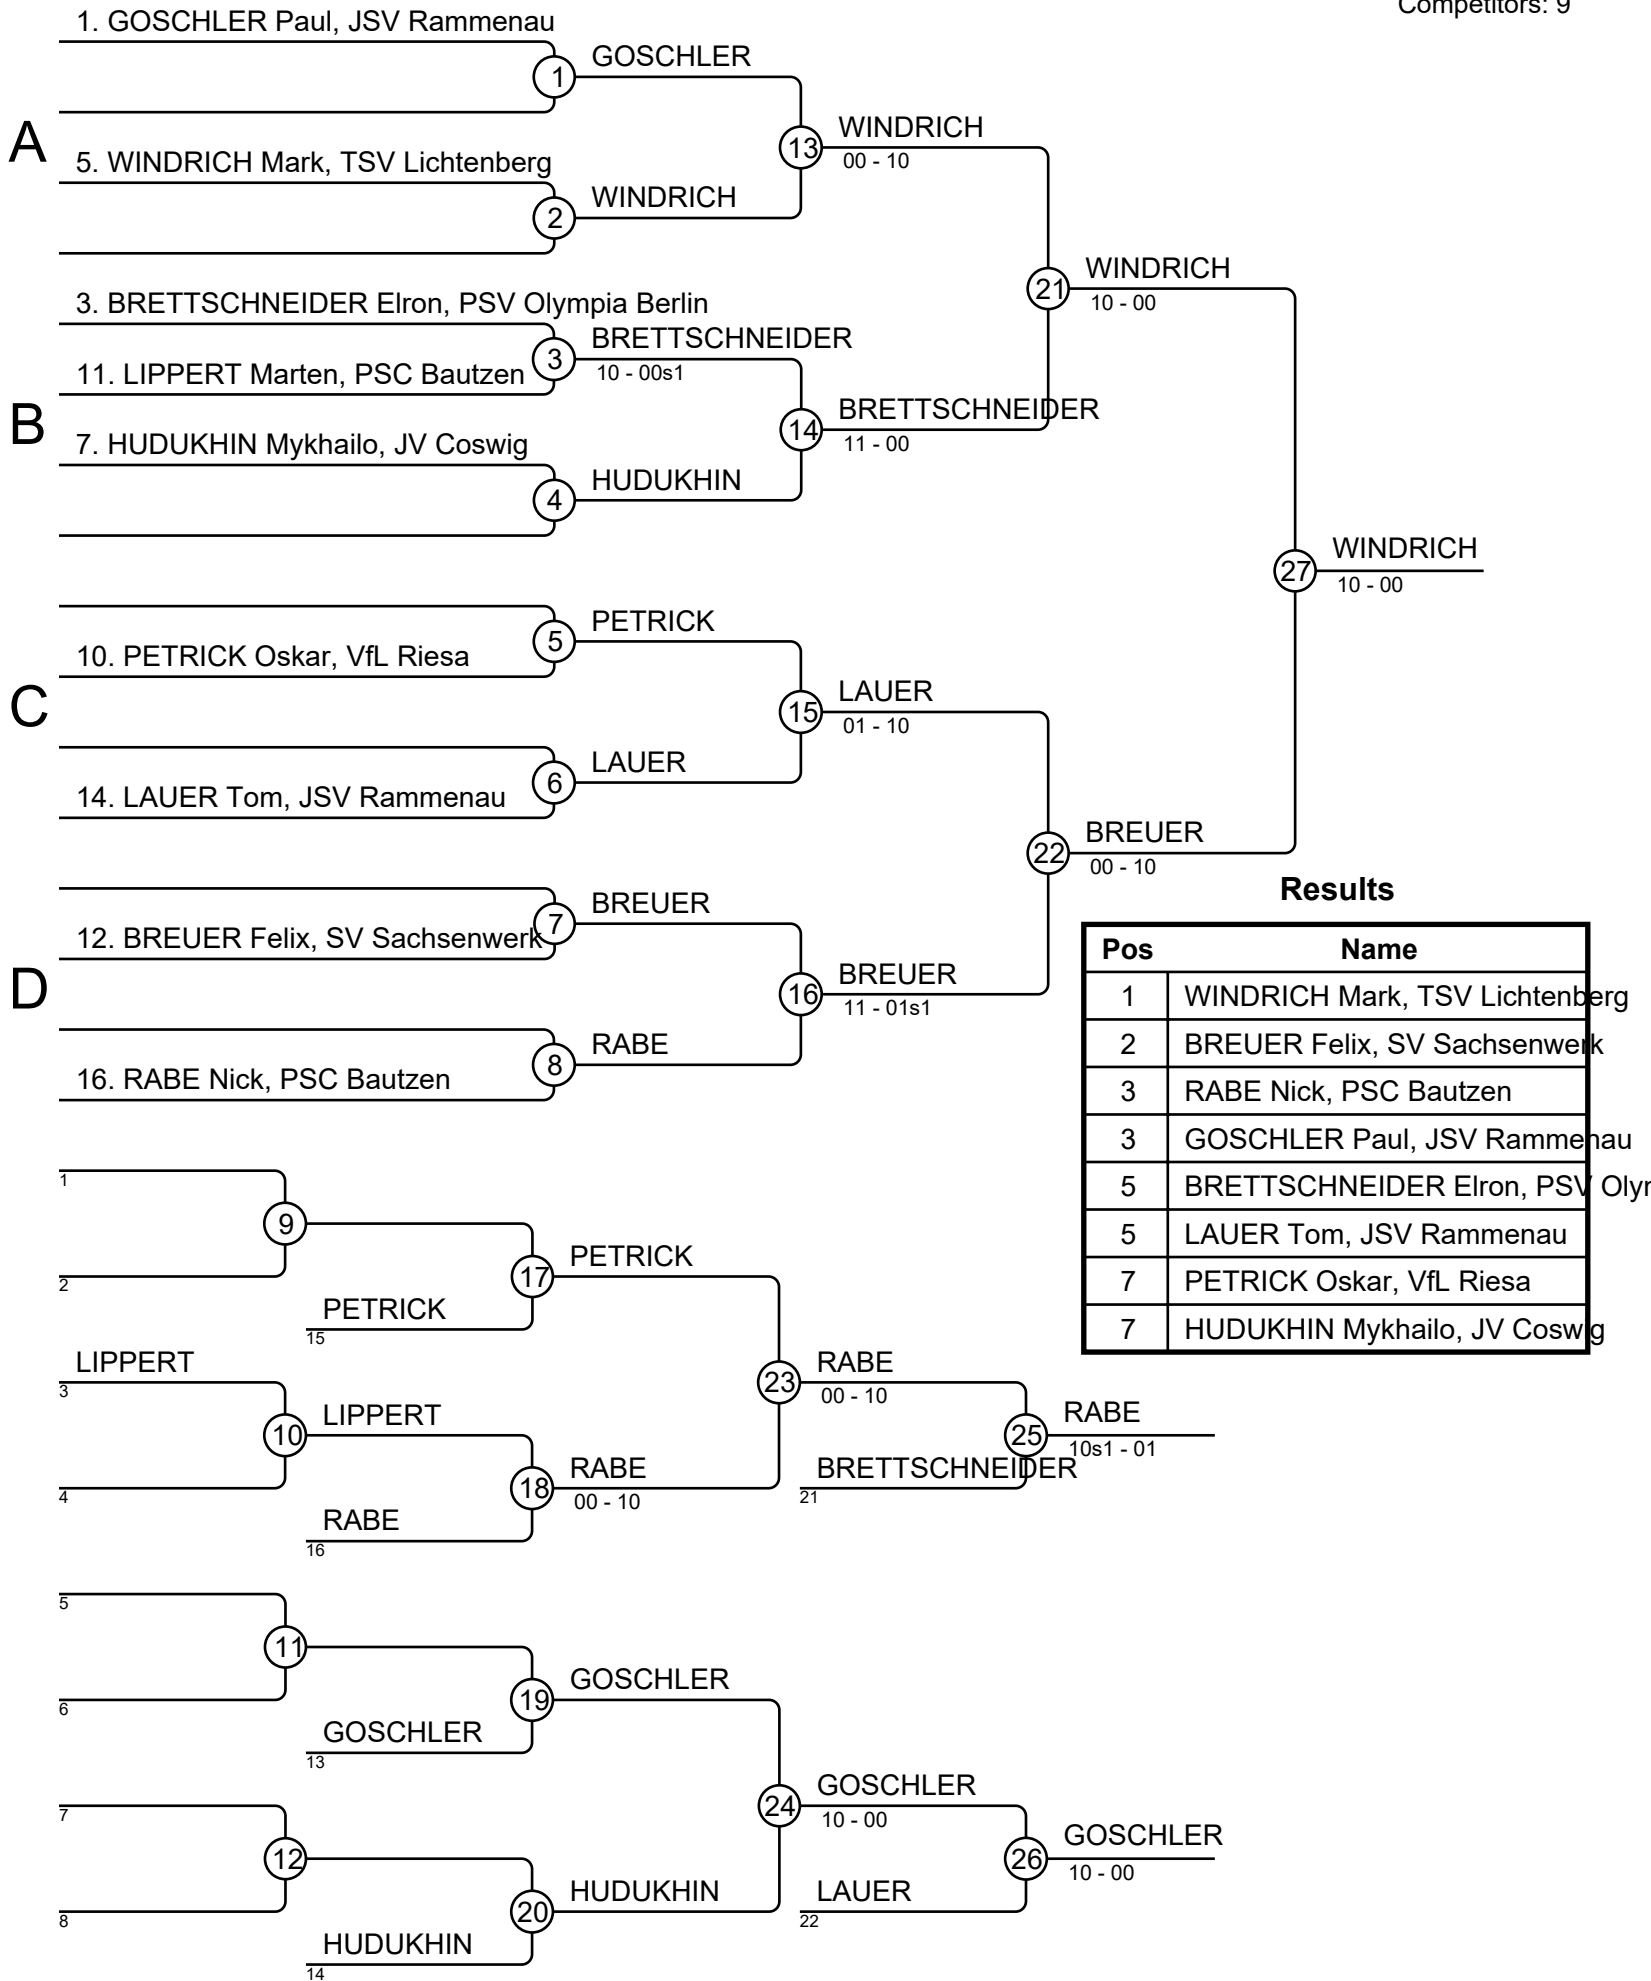 Competitors: 9
1. GOSCHLER Paul, JSV Rammenau
1
GOSCHLER
A
13
WINDRICH
00 - 10
5. WINDRICH Mark, TSV Lichtenberg
2
WINDRICH
21
WINDRICH
10 - 00
3. BRETTSCHNEIDER Elron, PSV Olympia Berlin
3
BRETTSCHNEIDER
10 - 00s1
11. LIPPERT Marten, PSC Bautzen
B
14
BRETTSCHNEIDER
11 - 00
7. HUDUKHIN Mykhailo, JV Coswig
4
HUDUKHIN
27
WINDRICH
10 - 00
5
PETRICK
10. PETRICK Oskar, VfL Riesa
C
15
LAUER
01 - 10
6
LAUER
14. LAUER Tom, JSV Rammenau
22
BREUER
00 - 10
7
BREUER
12. BREUER Felix, SV Sachsenwerk
D
16
BREUER
11 - 01s1
8
RABE
16. RABE Nick, PSC Bautzen
Results
Pos Name
1 WINDRICH Mark, TSV Lichtenberg
2 BREUER Felix, SV Sachsenwerk
3 RABE Nick, PSC Bautzen
3 GOSCHLER Paul, JSV Rammenau
5 BRETTSCHNEIDER Elron, PSV
5 LAUER Tom, JSV Rammenau
7 PETRICK Oskar, VfL Riesa
7 HUDUKHIN Mykhailo, JV Coswig
1
9
2
17
PETRICK
PETRICK
15
LIPPERT
3
10
LIPPERT
4
18
RABE
00 - 10
RABE
16
23
RABE
00 - 10
25
RABE
10s1 - 01
BRETTSCHNEIDER
21
5
11
6
19
GOSCHLER
GOSCHLER
13
7
12
8
20
HUDUKHIN
HUDUKHIN
14
24
GOSCHLER
10 - 00
26
GOSCHLER
10 - 00
LAUER
22